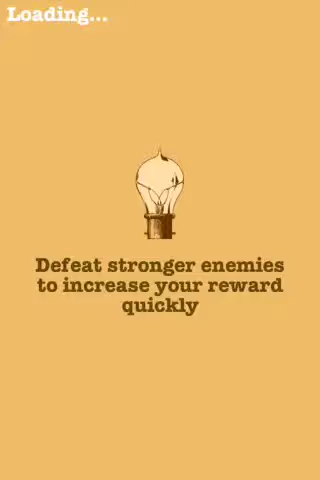 Loading...
Defeat stronger enemies
to increase your reward
quickly